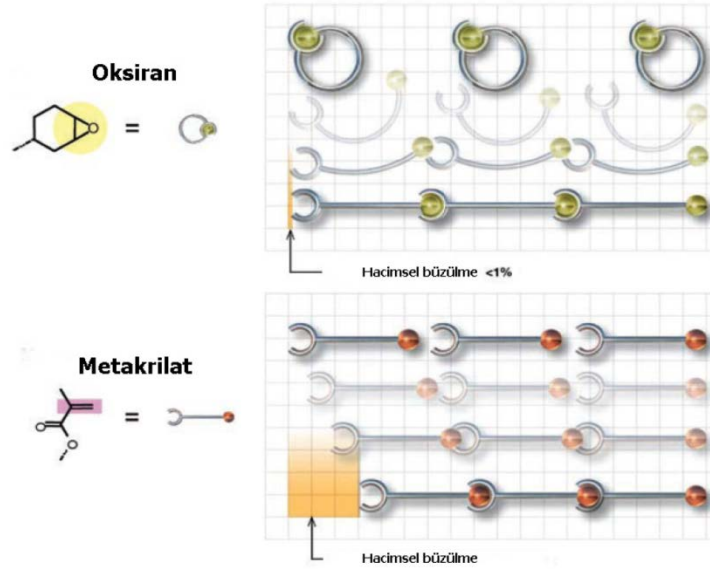 Oksiran
O
=
Hacimsel büzülme <1%
Metakrilat
=
O
O
Hacimsel büzülme